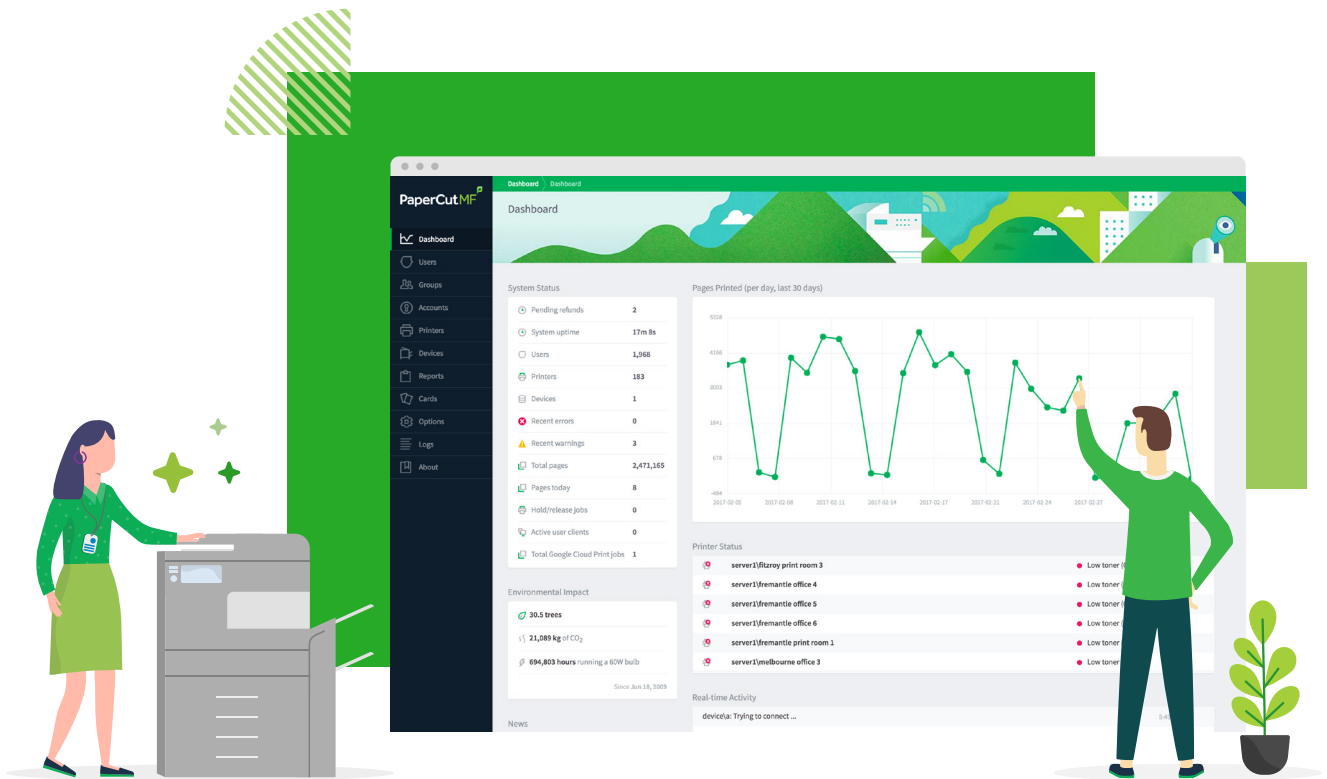 PaperCutMF
Dashboard
Users
Groups
Accounts
Printers
Devices
Reports
Cards
Options
Logs
About
Dashboard Dashboard
Dashboard
System Status
Pending refunds 2
System uptime 17m 8s
Users 1,968
Printers 183
Devices 1
Recent errors 0
Recent warnings 3
Total pages 2,471,165
Pages today 8
Hold/release jobs 0
Active user clients 0
Total Google Cloud Print jobs 1
Environmental Impact
30.5 trees
21,089 kg of CO2
694,803 hours running a 60W bulb
Since Jun 18, 2009
News
Pages Printed (per day, last 30 days)
4166
3003
1841
678
-484
2017-02-05 2017-02-08 2017-02-11 2017-02-14 2017-02-17 2017-02-21 2017-02-24 2017-02-27
Printer Status
server1\fitzroy print room 3 Low toner
server1\fremantle office 4 Low toner
server1\fremantle office 5 Low toner
server1\fremantle office 6 Low toner
server1\fremantle print room 1 Low toner
server1\melbourne office 3 Low toner
Real-time Activity
device\a: Trying to connect ...